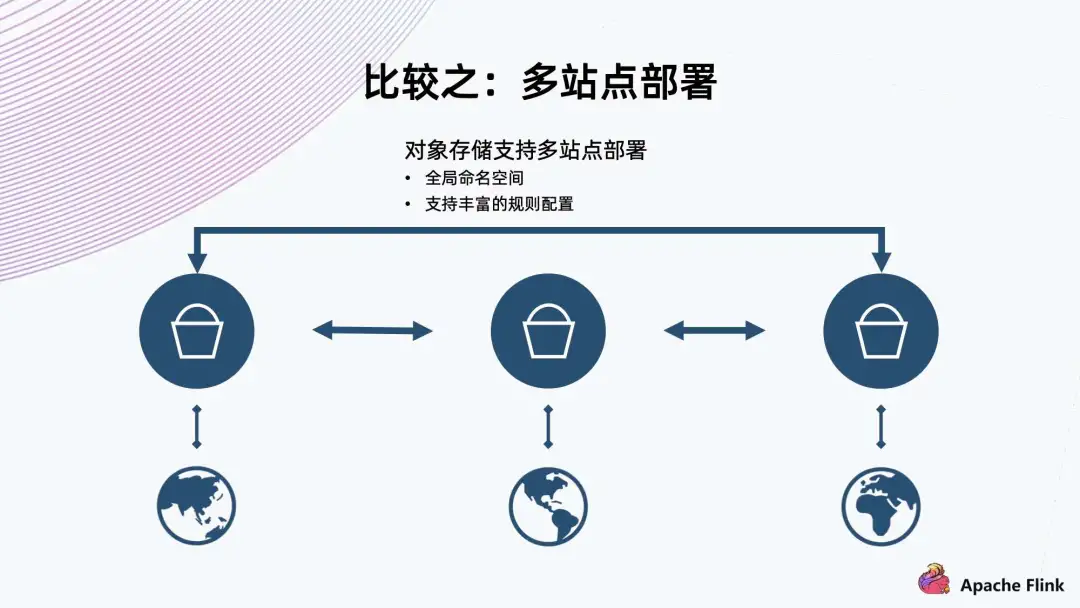 比较之：多站点部署
对象存储支持多站点部署
• 全局命名空间
• 支持丰富的规则配置
Apache Flink